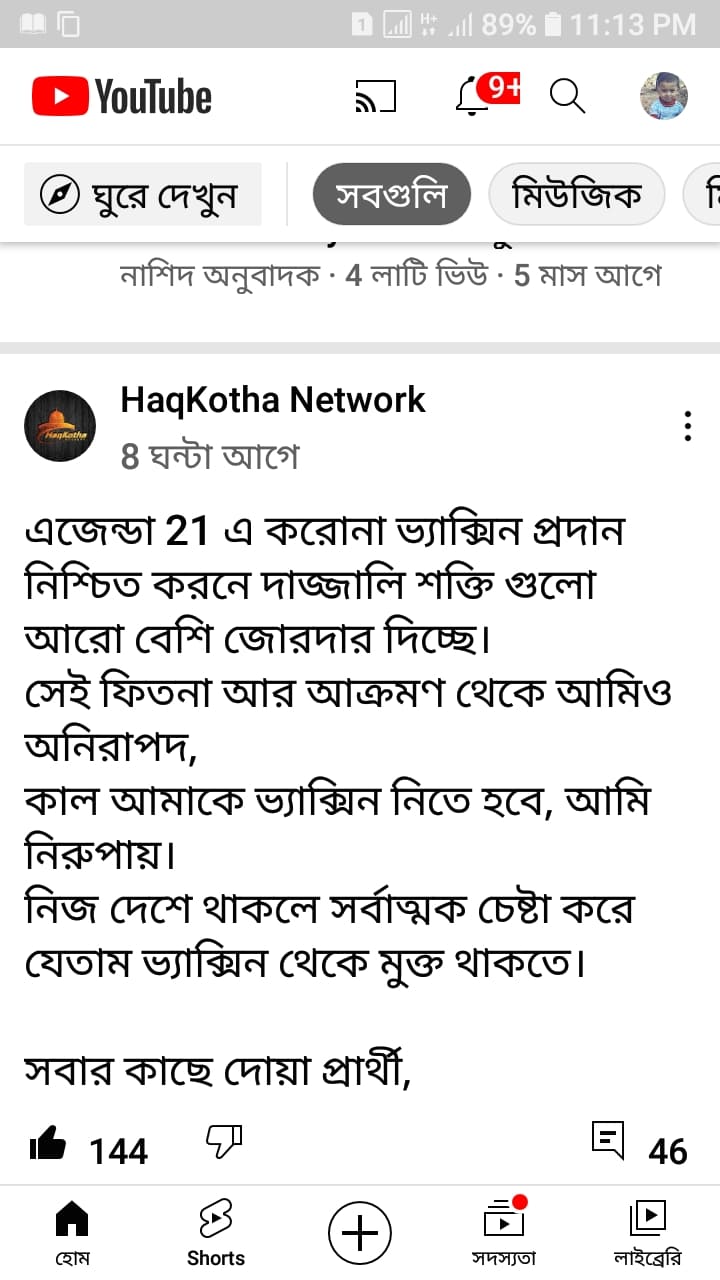 1 H+ 89% 11:13 PM
YouTube 9+
ঘুরে দেখুন সবগুলি মিউজিক
নাশিদ অনুবাদক · 4 লাটি ভিউ · 5 মাস আগে
HaqKotha Network
8 ঘন্টা আগে
HaqKotha
এজেন্ডা 21 এ করোনা ভ্যাক্সিন প্রদান
নিশ্চিত করনে দাজ্জালি শক্তি গুলো
আরো বেশি জোরদার দিচ্ছে।
সেই ফিতনা আর আক্রমণ থেকে আমিও
অনিরাপদ,
কাল আমাকে ভ্যাক্সিন নিতে হবে, আমি
নিরুপায়।
নিজ দেশে থাকলে সর্বাত্মক চেষ্টা করে
যেতাম ভ্যাক্সিন থেকে মুক্ত থাকতে।
সবার কাছে দোয়া প্রার্থী,
144 46
হোম Shorts সদস্যতা লাইব্রেরি